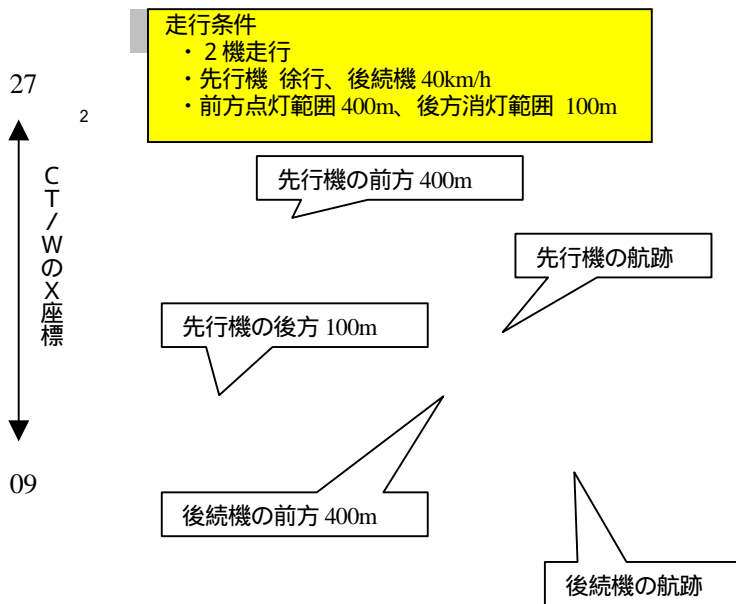 走行条件
・２機走行
・先行機 徐行、後続機 40km/h
・前方点灯範囲 400m、後方消灯範囲 100m
27
2
先行機の前方 400m
ＣＴ/ＷのＸ座標
先行機の航跡
先行機の後方 100m
09
後続機の前方 400m
後続機の航跡